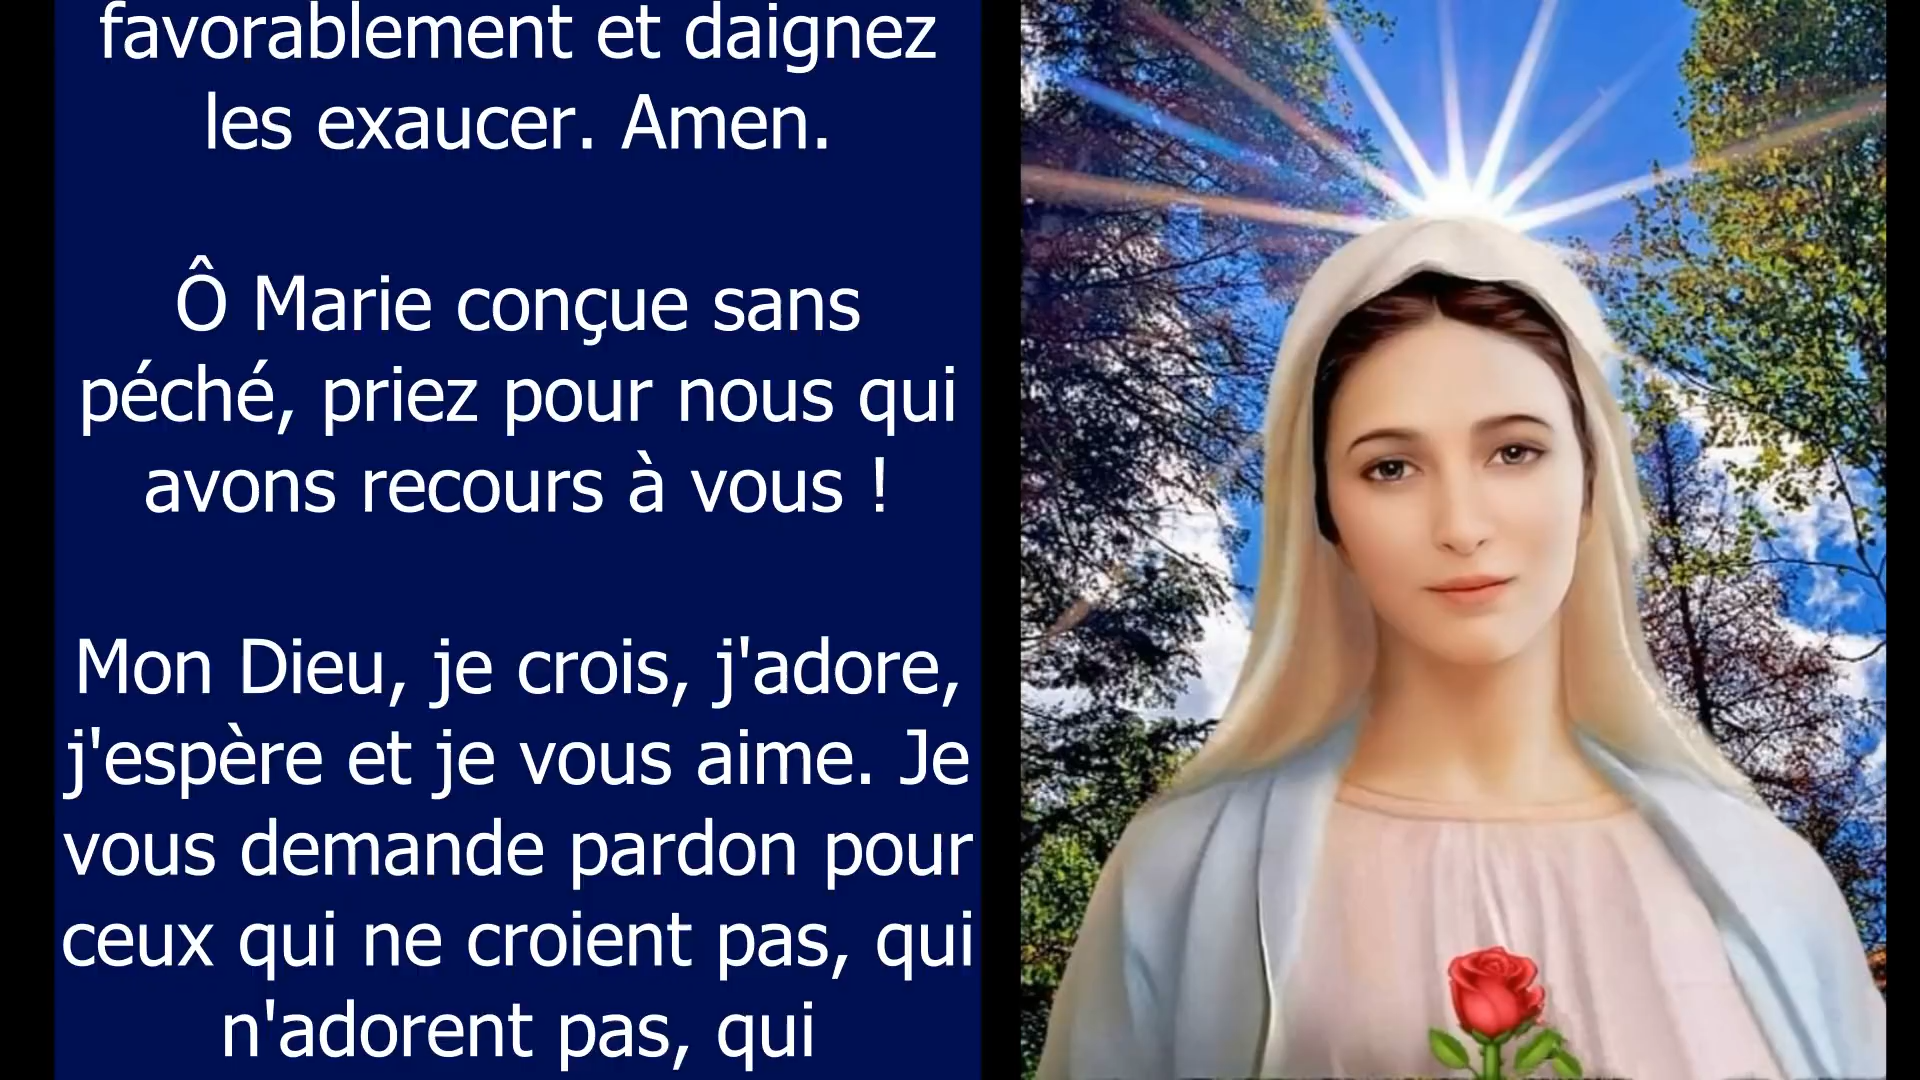 favorablement et daignez
les exaucer. Amen.
Ô Marie conçue sans
péché, priez pour nous qui
avons recours à vous !
Mon Dieu, je crois, j'adore,
j'espère et je vous aime. Je
vous demande pardon pour
ceux qui ne croient pas, qui
n'adorent pas, qui